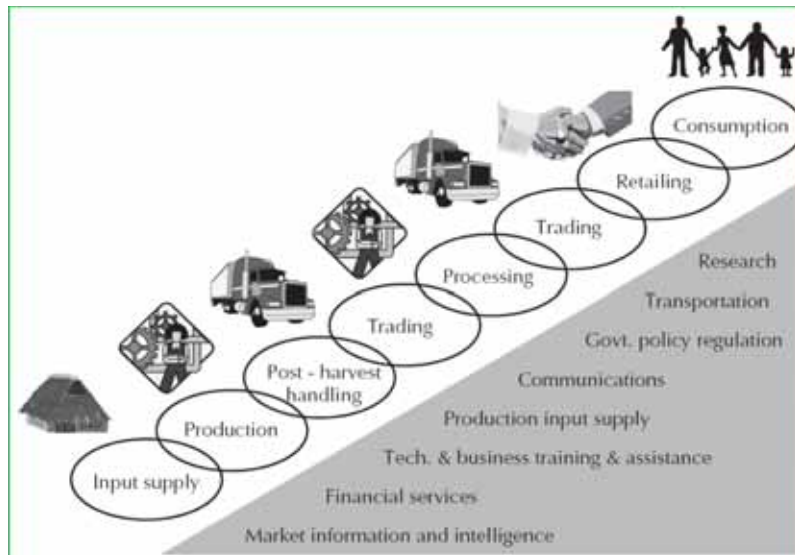 Consumption
Retailing
Trading
Processing
Trading
Post - harvest
handling
Production
Input supply
Research
Transportation
Govt. policy regulation
Communications
Production input supply
Tech. & business training & assistance
Financial services
Market information and intelligence